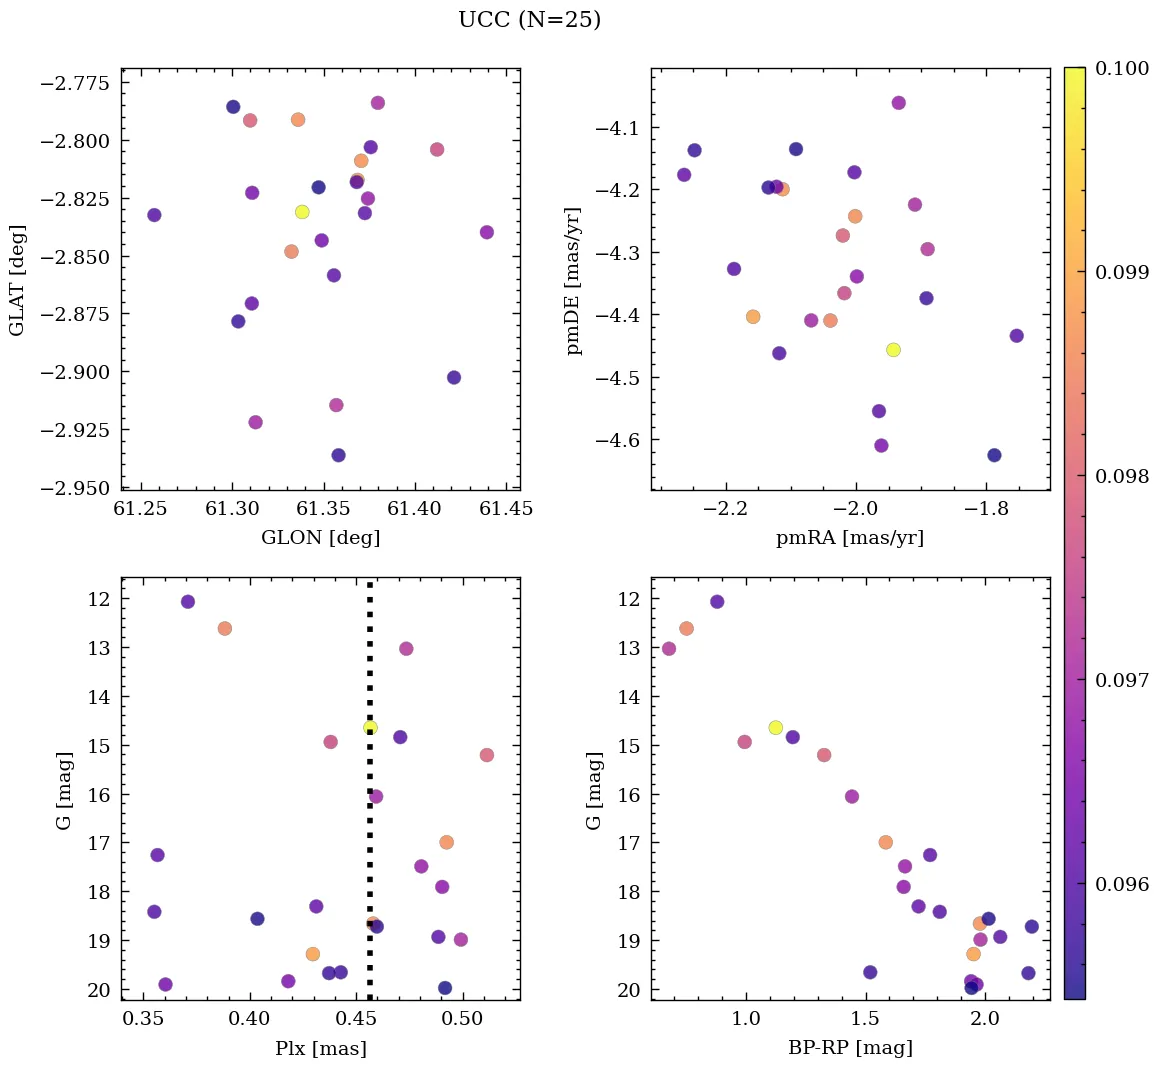 UCC (N=25)
−2.775
−2.800
−2.825
−2.850
−2.875
−2.900
−2.925
−2.950
GLAT [deg]
61.25 61.30 61.35 61.40 61.45
GLON [deg]
−4.1
−4.2
−4.3
−4.4
−4.5
−4.6
pmDE [mas/yr]
−2.2 −2.0 −1.8
pmRA [mas/yr]
12
13
14
15
16
17
18
19
20
G [mag]
0.35 0.40 0.45 0.50
Plx [mas]
12
13
14
15
16
17
18
19
20
G [mag]
1.0 1.5 2.0
BP-RP [mag]
0.100
0.099
0.098
0.097
0.096